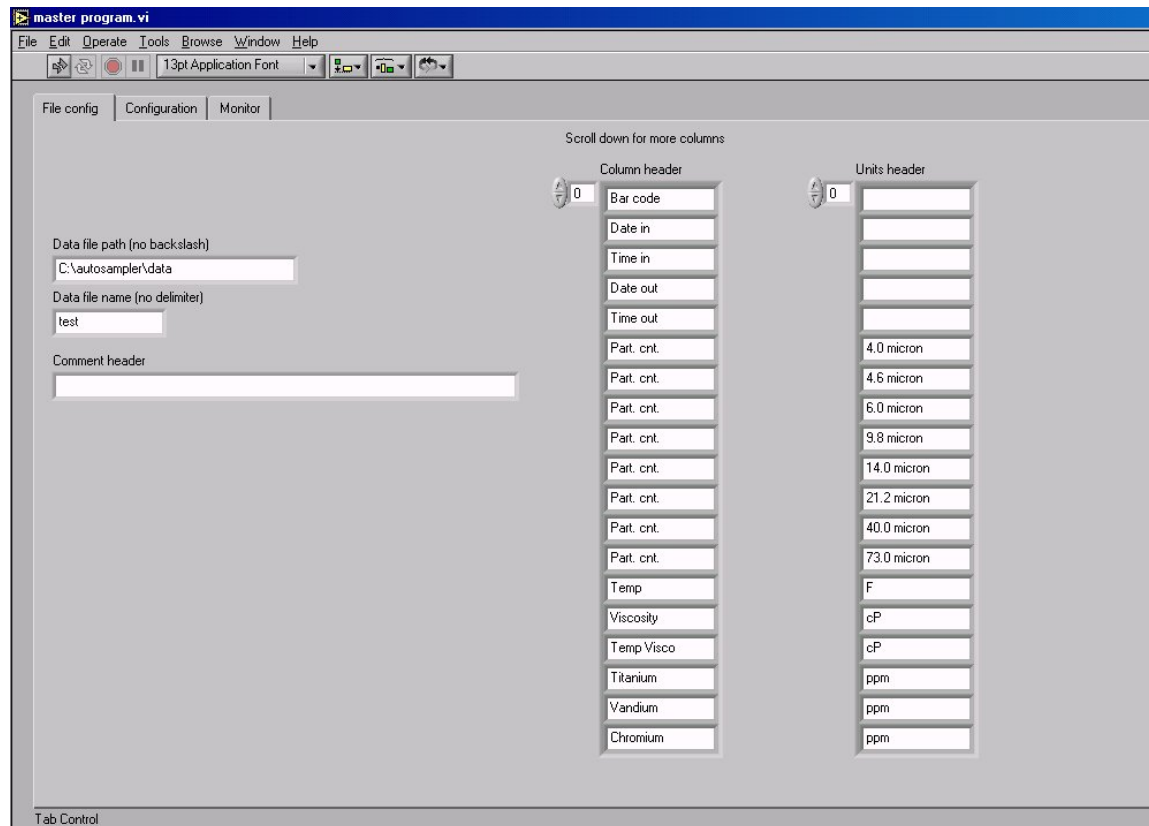 master program.vi
File Edit Operate Tools Browse Window Help
13pt Application Font
File config Configuration Monitor
Scroll down for more columns
Column header Units header
0 Bar code 0
Date in
Time in
Data file path (no backslash)
Date out
C:\autosampler\data
Data file name (no delimiter)
Time out
test
Part. cnt. 4.0 micron
Comment header
Part. cnt. 4.6 micron
Part. cnt. 6.0 micron
Part. cnt. 9.8 micron
Part. cnt. 14.0 micron
Part. cnt. 21.2 micron
Part. cnt. 40.0 micron
Part. cnt. 73.0 micron
Temp F
Viscosity cP
Temp Visco cP
Titanium ppm
Vandium ppm
Chromium ppm
Tab Control